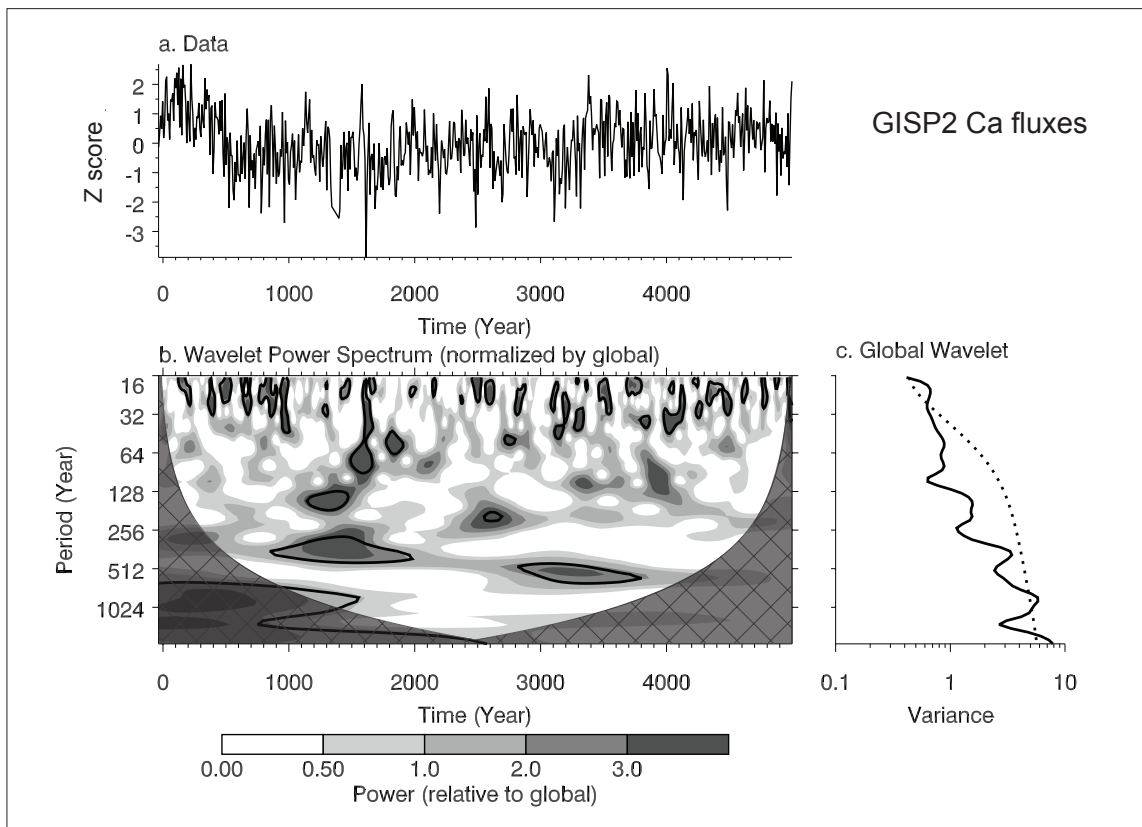 a. Data
GISP2 Ca fluxes
2
1
0
-1
-2
-3
Z score
0 1000 2000 3000 4000
Time (Year)
b. Wavelet Power Spectrum (normalized by global)
16
32
64
128
256
512
1024
Period (Year)
0 1000 2000 3000 4000
Time (Year)
c. Global Wavelet
0.1 1 10
Variance
0.00 0.50 1.0 2.0 3.0
Power (relative to global)